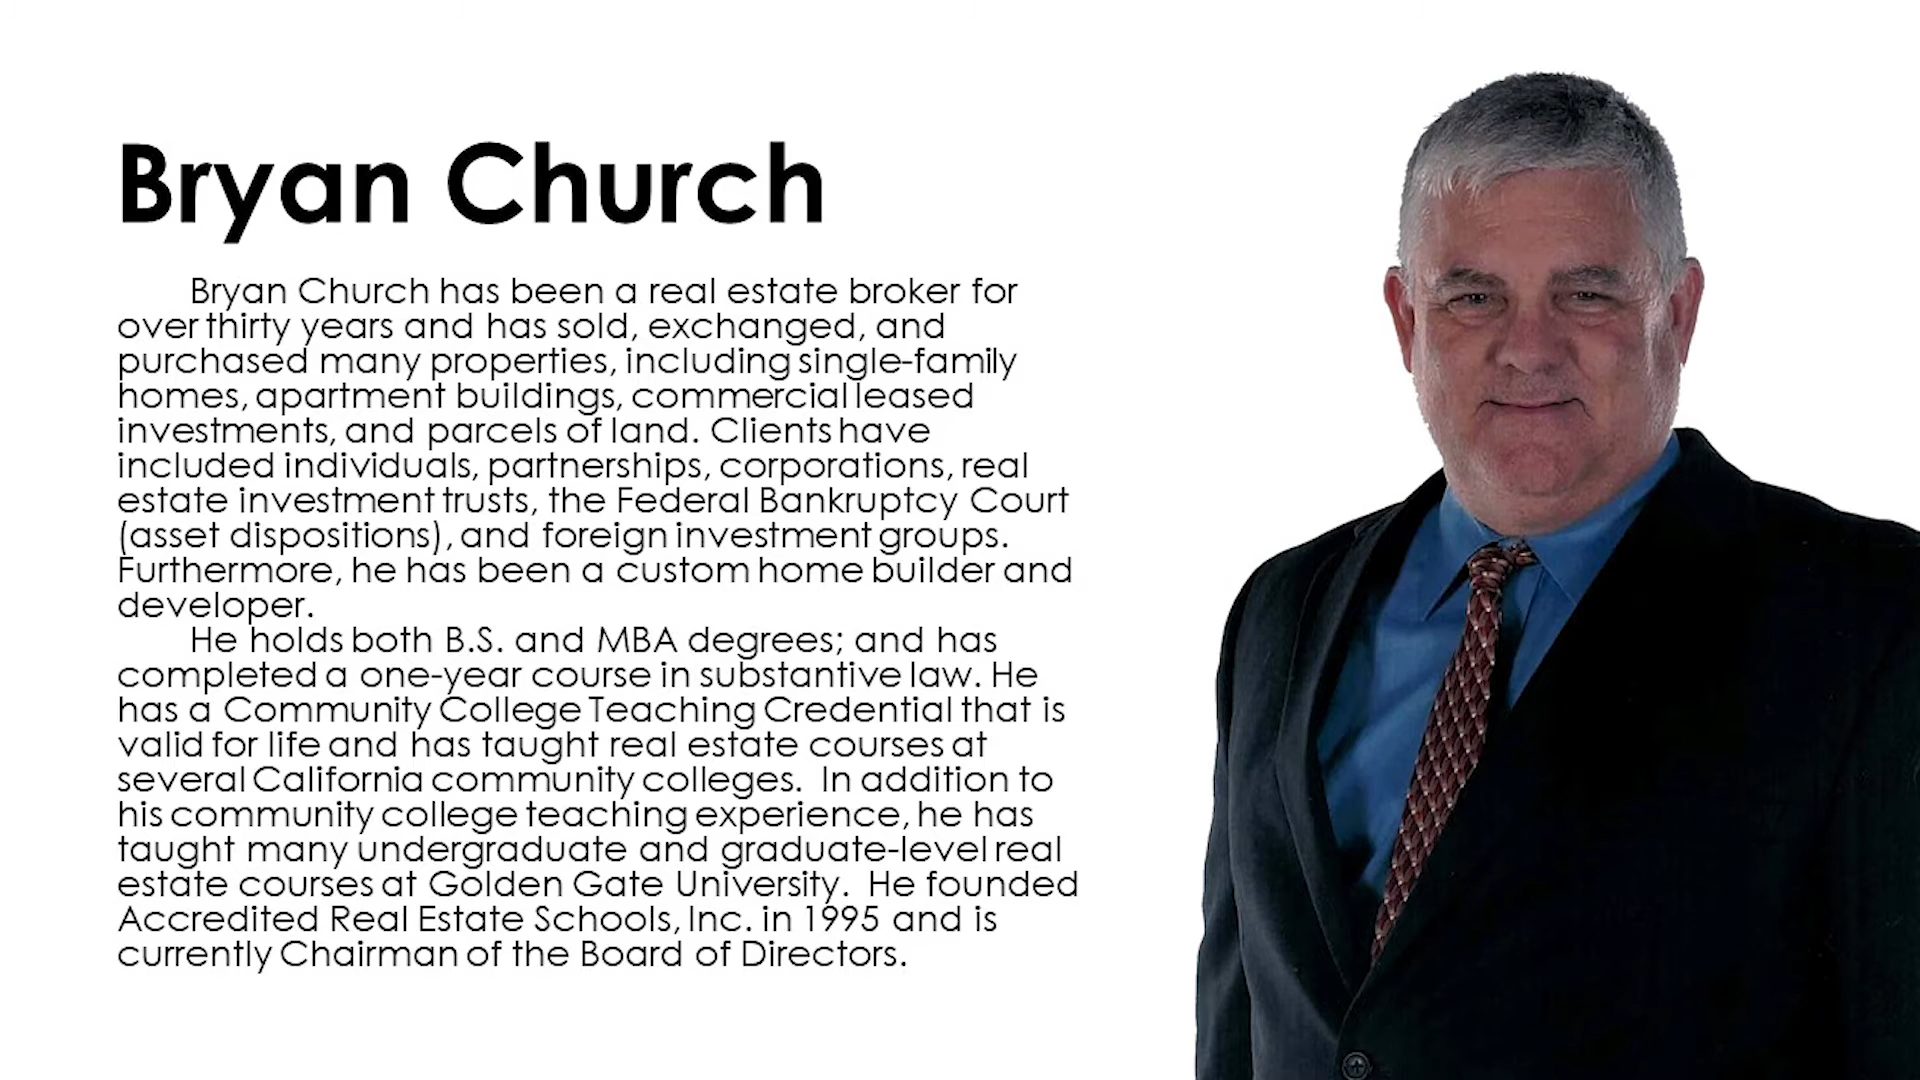 Bryan Church
Bryan Church has been a real estate broker for
over thirty years and has sold, exchanged, and
purchased many properties, including single-family
homes, apartment buildings, commercial leased
investments, and parcels of land. Clients have
included individuals, partnerships, corporations, real
estate investment trusts, the Federal Bankruptcy Court
(asset dispositions), and foreign investment groups.
Furthermore, he has been a custom home builder and
developer.
He holds both B.S. and MBA degrees; and has
completed a one-year course in substantive law. He
has a Community College Teaching Credential that is
valid for life and has taught real estate courses at
several California community colleges.  In addition to
his community college teaching experience, he has
taught many undergraduate and graduate-level real
estate courses at Golden Gate University.  He founded
Accredited Real Estate Schools, Inc. in 1995 and is
currently Chairman of the Board of Directors.